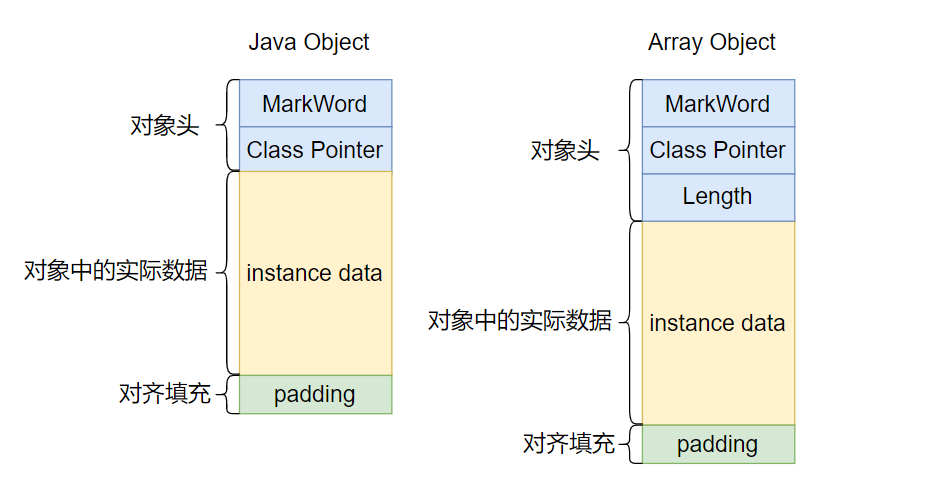 Java Object
对象头
MarkWord
Class Pointer
对象中的实际数据
instance data
对齐填充
padding
Array Object
对象头
MarkWord
Class Pointer
Length
对象中的实际数据
instance data
对齐填充
padding